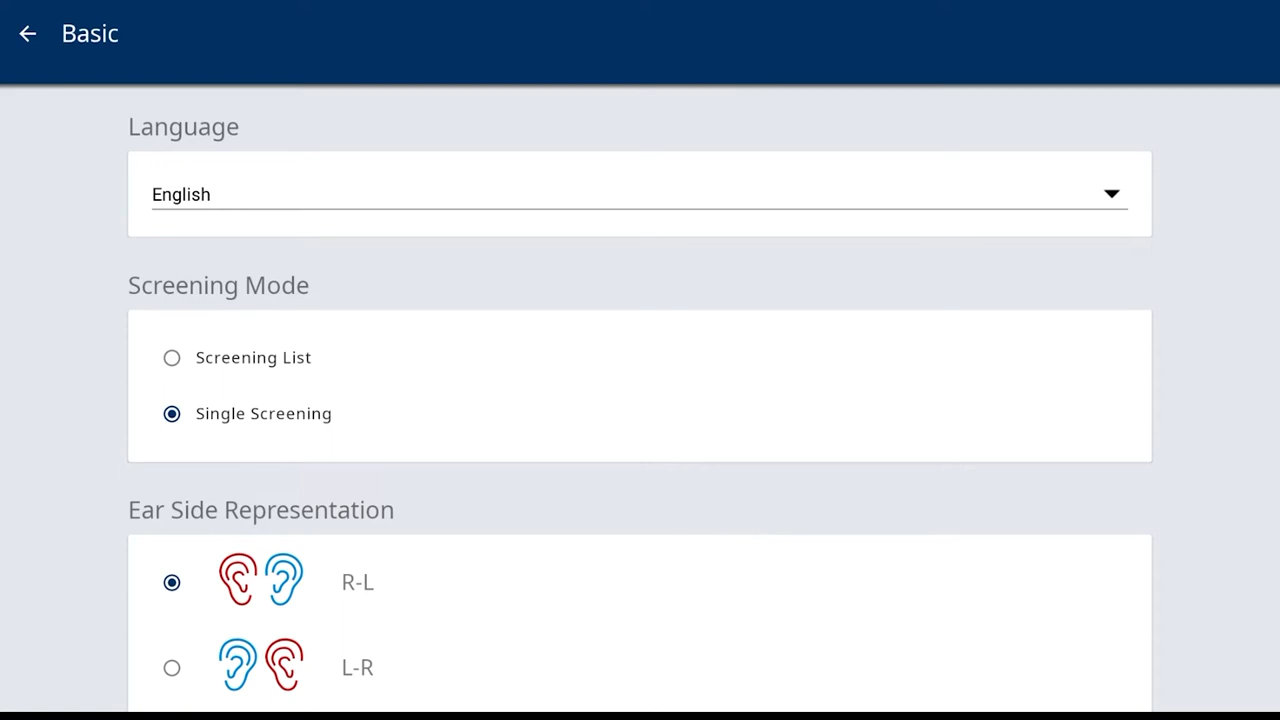 Basic
Language
English
Screening Mode
Screening List
Single Screening
Ear Side Representation
R-L
L-R